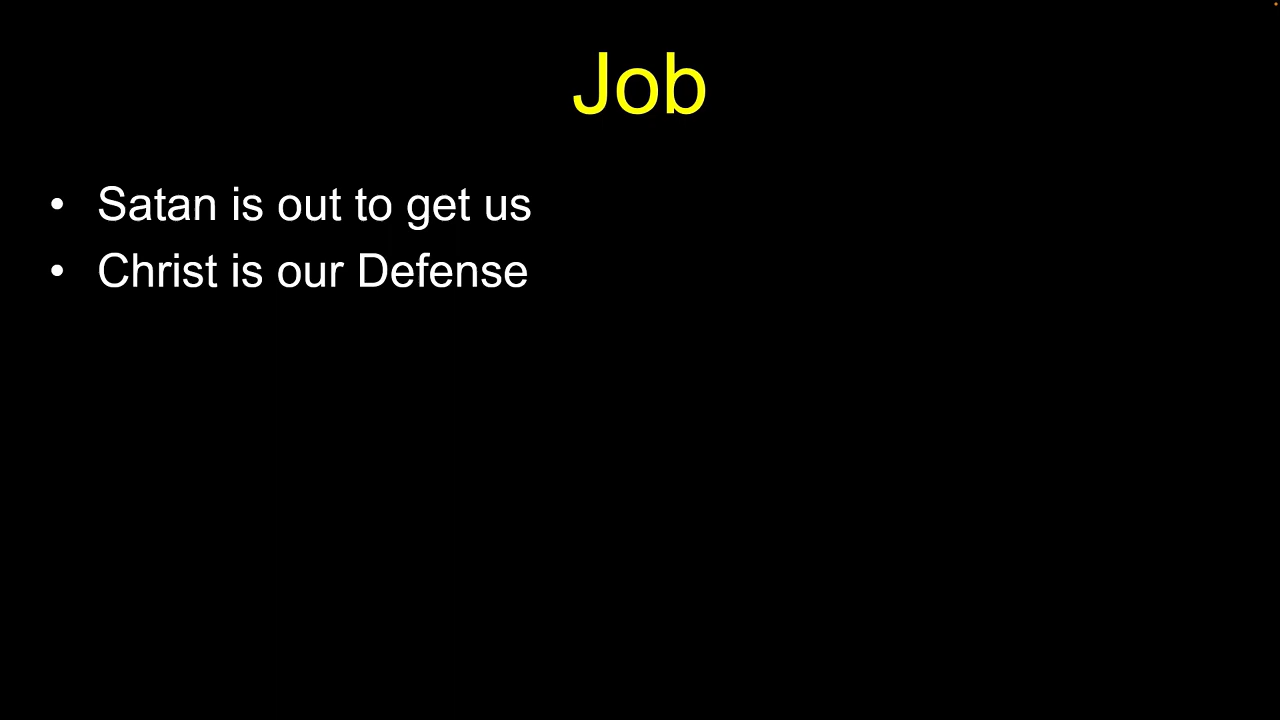 Job
• Satan is out to get us
• Christ is our Defense